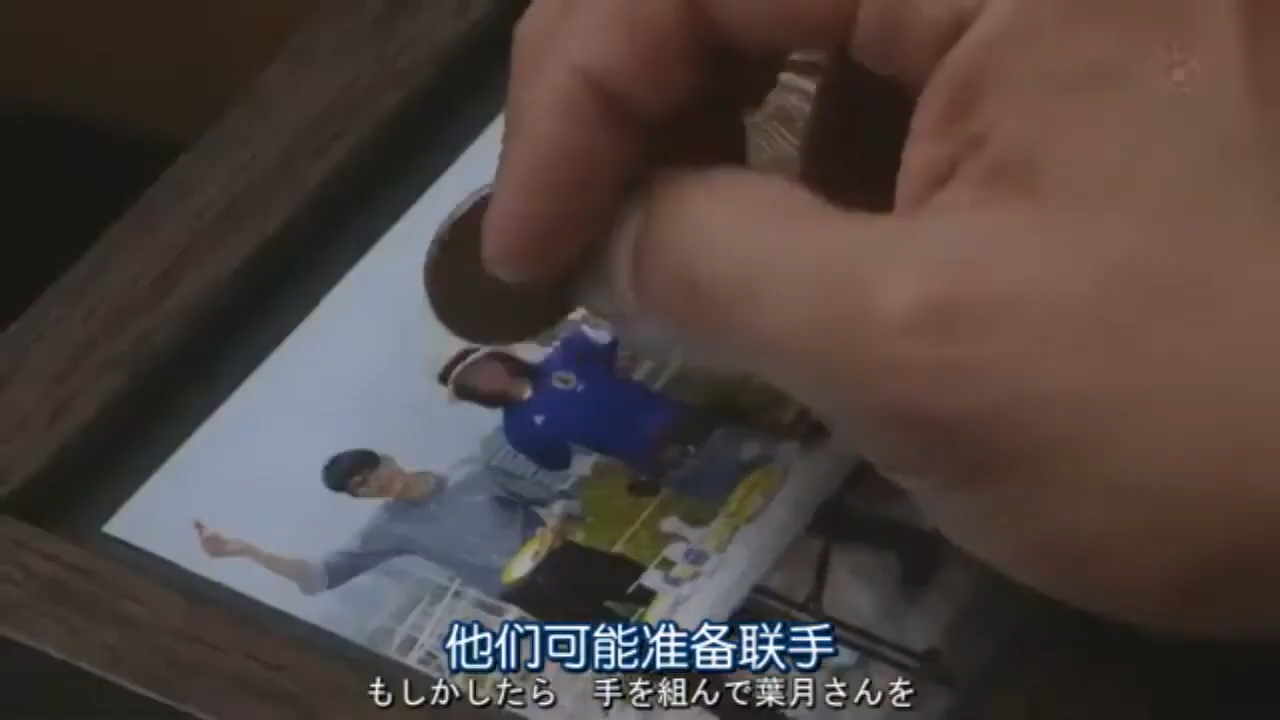 他们可能准备联手
もしかしたら　手を組んで葉月さんを